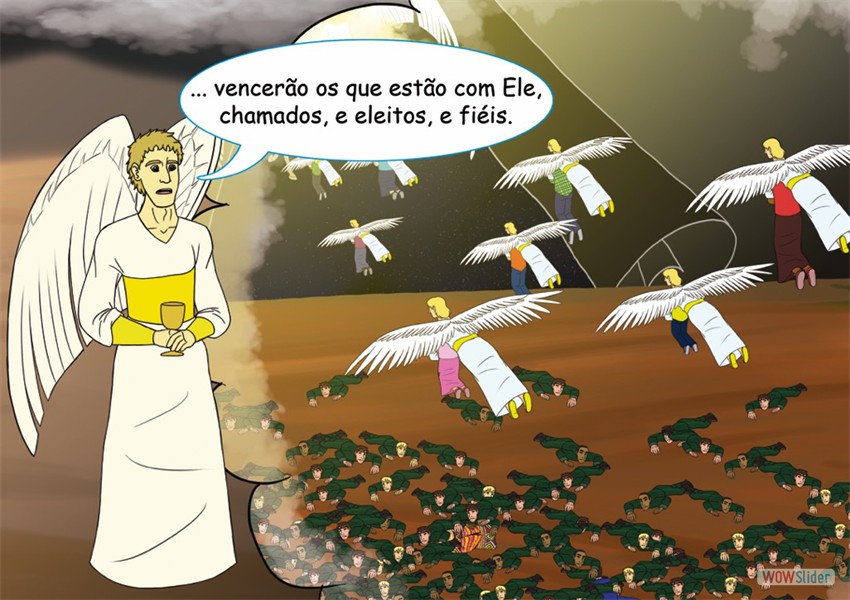 ... vencerão os que estão com Ele,
chamados, e eleitos, e fiéis.
WOWSlider